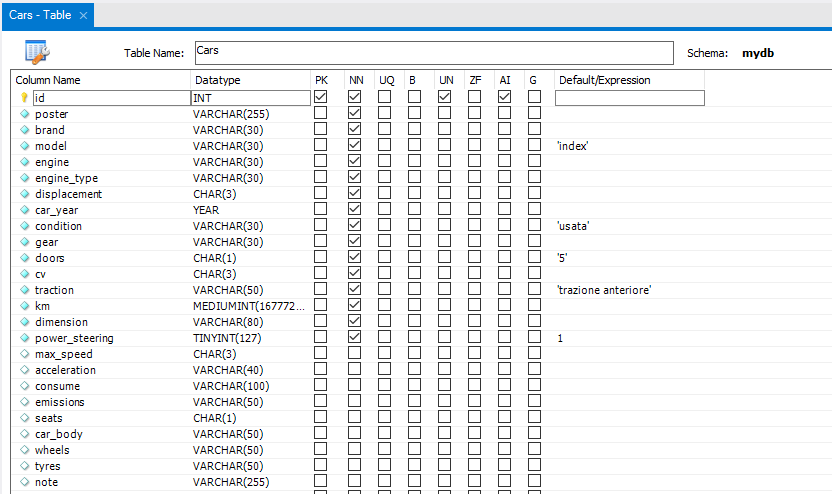 Cars - Table ×
Table Name: Cars Schema: mydb
Column Name Datatype PK NN UQ B UN ZF AI G Default/Expression
id INT
poster VARCHAR(255)
brand VARCHAR(30)
model VARCHAR(30) 'index'
engine VARCHAR(30)
engine_type VARCHAR(30)
displacement CHAR(3)
car_year YEAR
condition VARCHAR(30) 'usata'
gear VARCHAR(30)
doors CHAR(1) '5'
cv CHAR(3)
traction VARCHAR(50) 'trazione anteriore'
km MEDIUMINT(167772...
dimension VARCHAR(80)
power_steering TINYINT(127) 1
max_speed CHAR(3)
acceleration VARCHAR(40)
consume VARCHAR(100)
emissions VARCHAR(50)
seats CHAR(1)
car_body VARCHAR(50)
wheels VARCHAR(50)
tyres VARCHAR(50)
note VARCHAR(255)